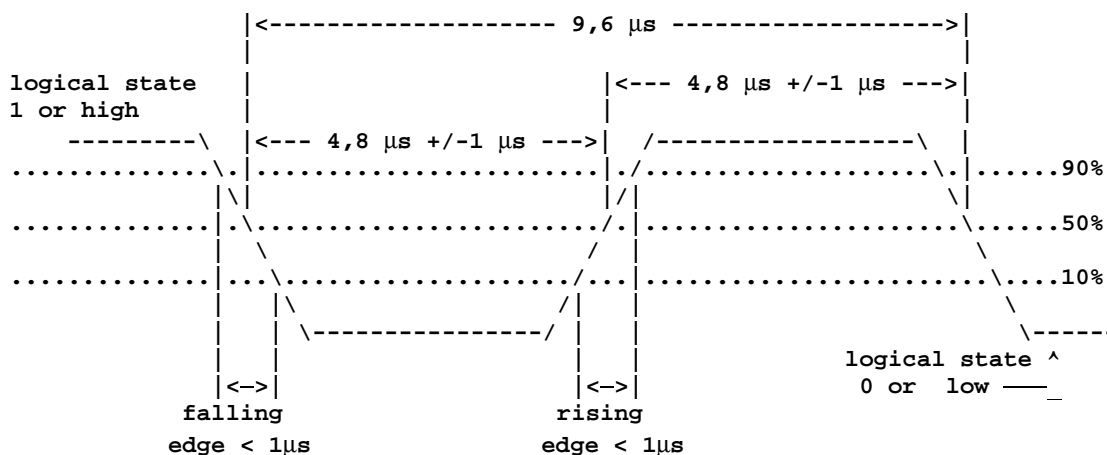 |<--------------------- 9,6 µs ------------------->|
logical state |<--- 4,8 µs +/-1 µs --->|
1 or high
---------\ |<--- 4,8 µs +/-1 µs --->| /------------------\
90%
50%
10%
\----------------/ \-----
logical state ^
|<–>| |<–>| 0 or low ——_
falling rising
edge < 1µs edge < 1µs